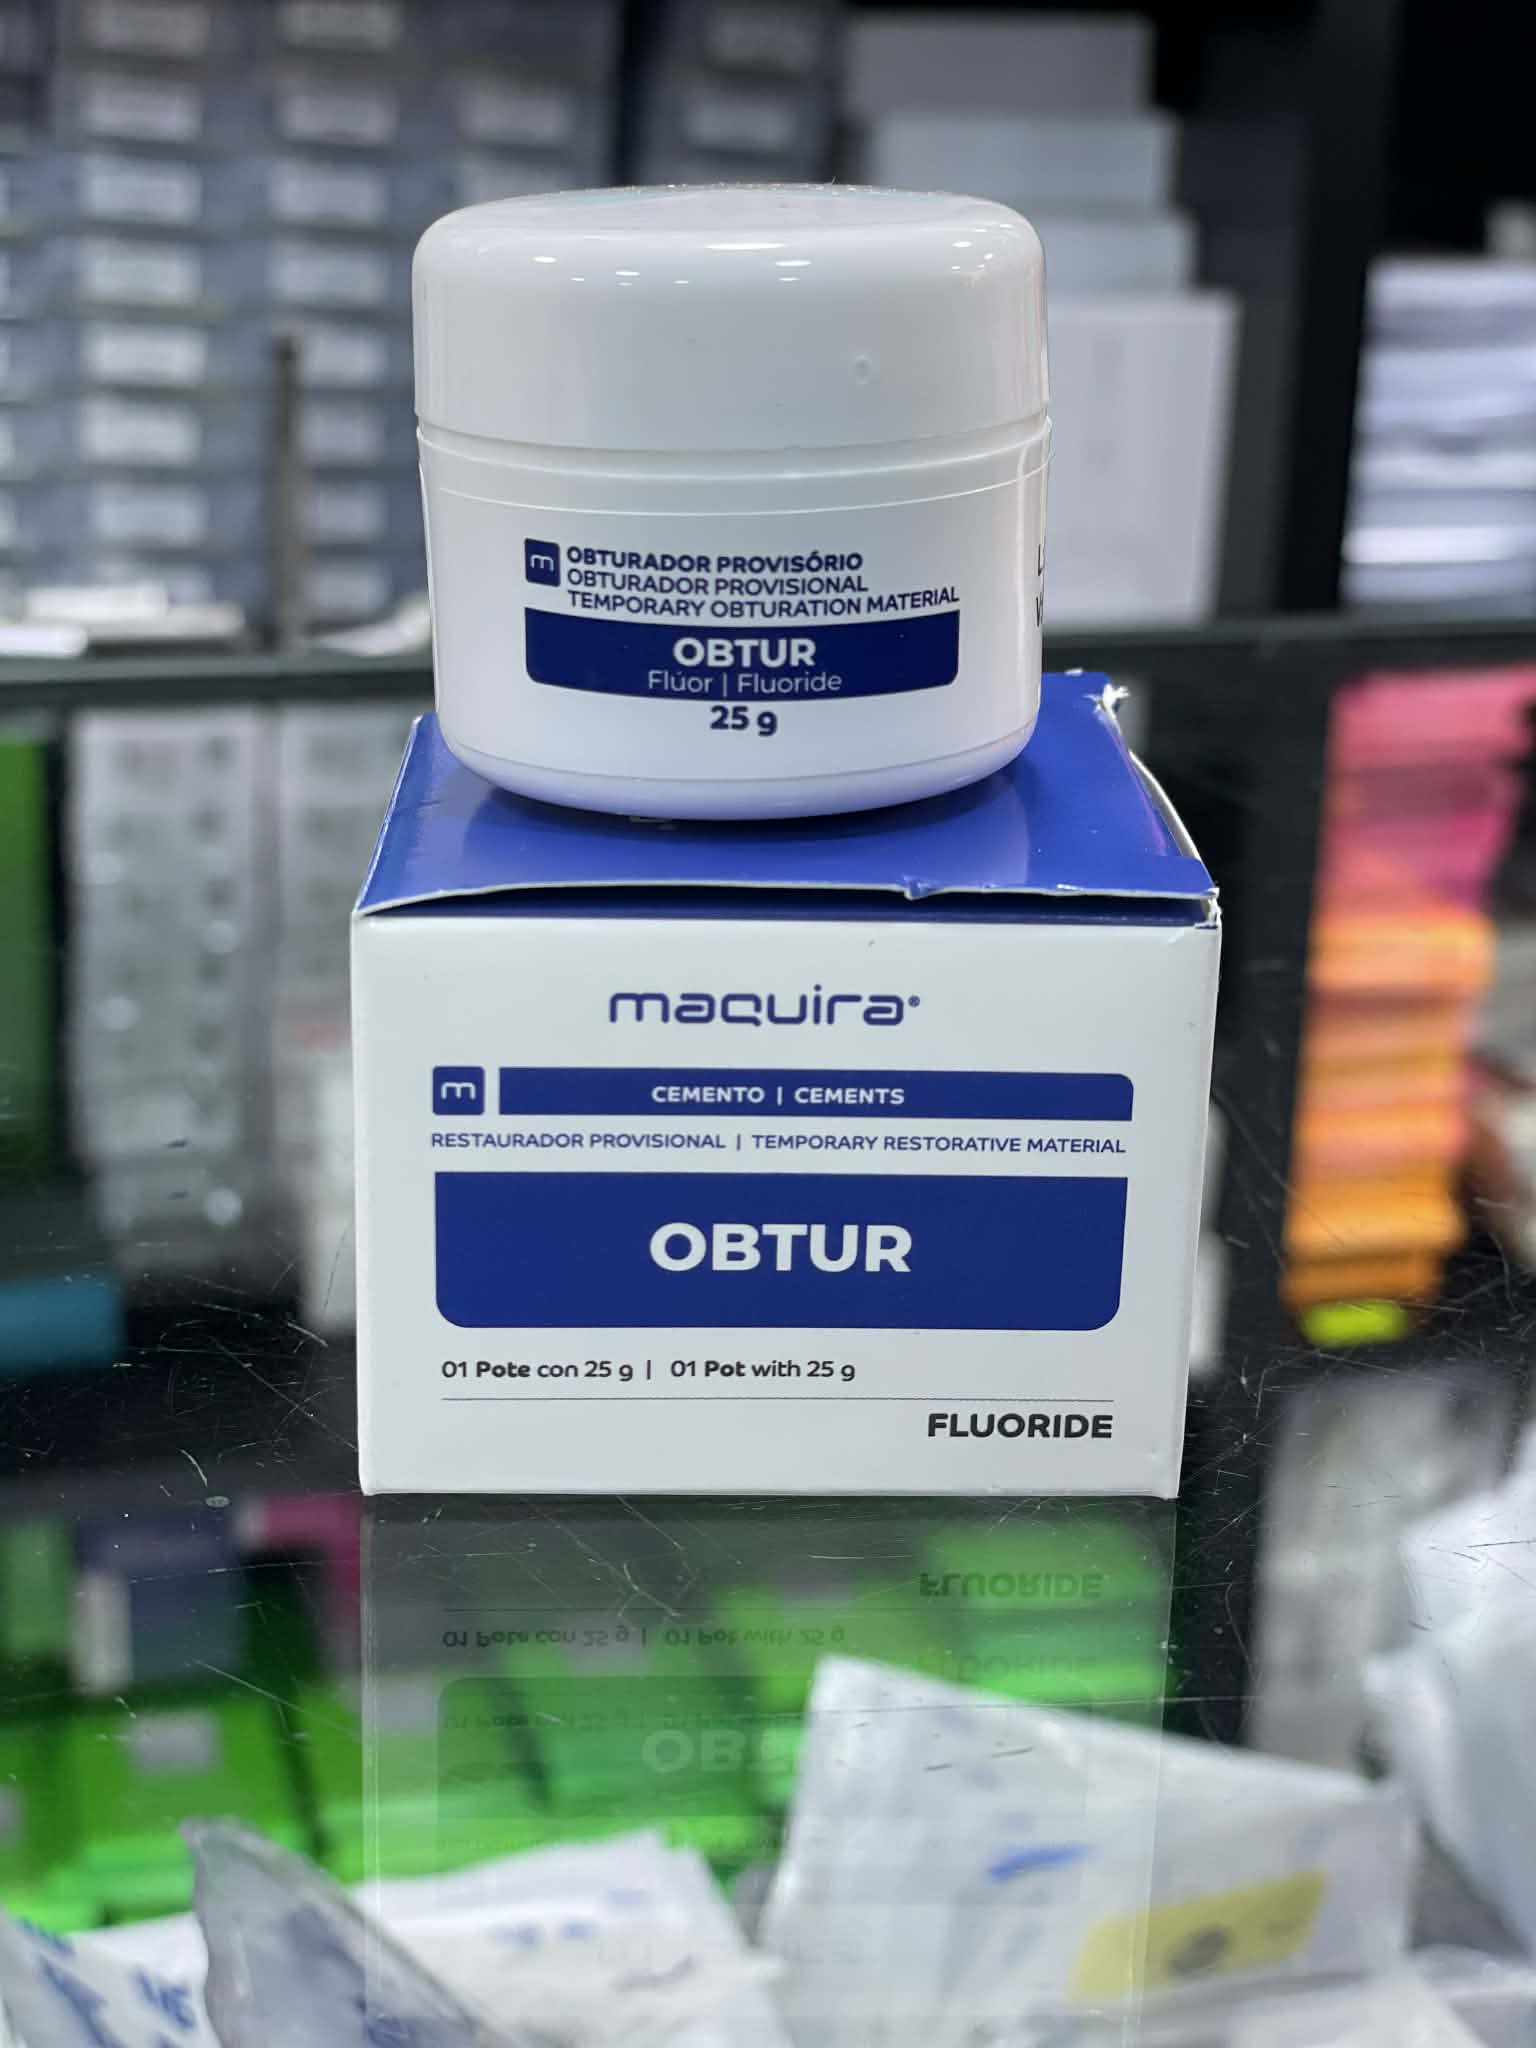 m OBTURADOR PROVISÓRIO
OBTURADOR PROVISIONAL
TEMPORARY OBTURATION MATERIAL
OBTUR
Flúor | Fluoride
25 g
maquira®
m CEMENTO | CEMENTS
RESTAURADOR PROVISIONAL | TEMPORARY RESTORATIVE MATERIAL
OBTUR
01 Pote con 25 g | 01 Pot with 25 g
FLUORIDE